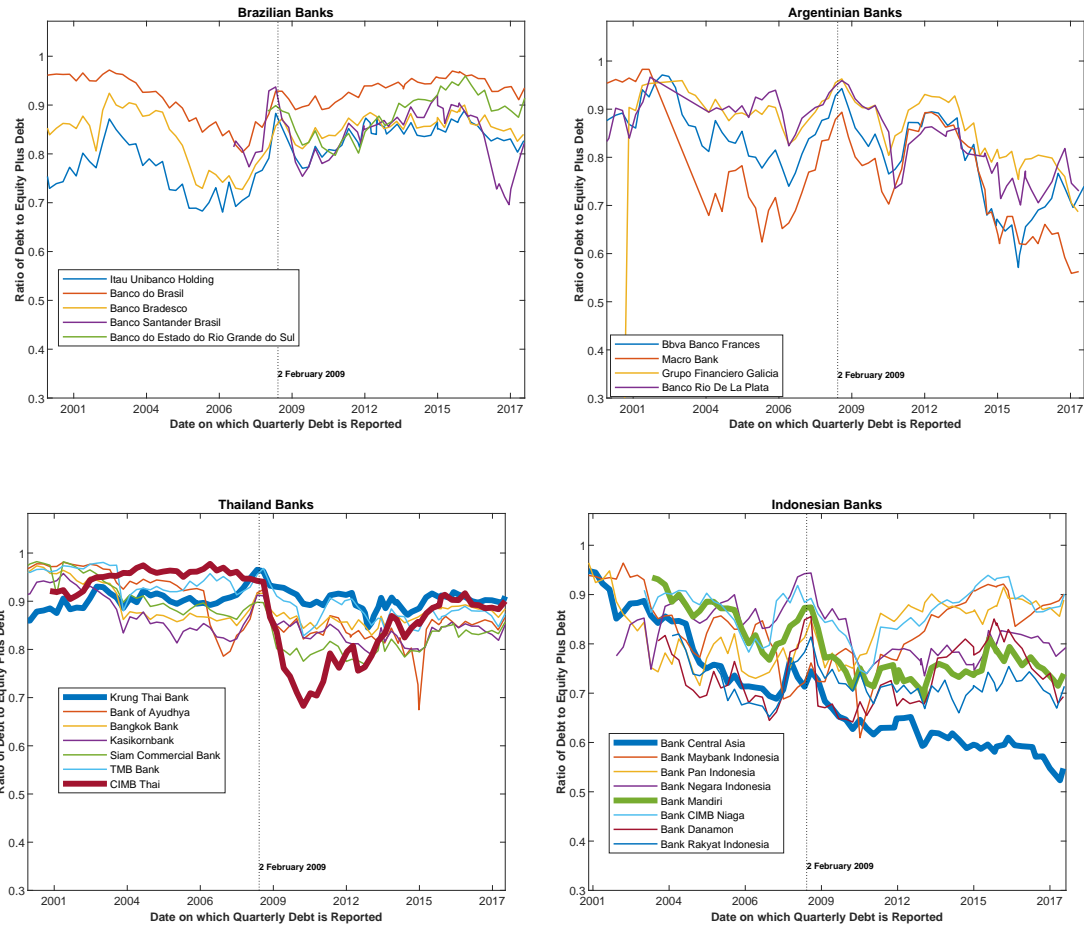 Brazilian Banks
Ratio of Debt to Equity Plus Debt
1
0.9
0.8
0.7
0.6
0.5
0.4
0.3
Itau Unibanco Holding
Banco do Brasil
Banco Bradesco
Banco Santander Brasil
Banco do Estado do Rio Grande do Sul
2 February 2009
2001 2004 2006 2009 2012 2015 2017
Date on which Quarterly Debt is Reported
Argentinian Banks
Ratio of Debt to Equity Plus Debt
1
0.9
0.8
0.7
0.6
0.5
0.4
0.3
Bbva Banco Frances
Macro Bank
Grupo Financiero Galicia
Banco Rio De La Plata
2 February 2009
2001 2004 2006 2009 2012 2015 2017
Date on which Quarterly Debt is Reported
Thailand Banks
Ratio of Debt to Equity Plus Debt
1
0.9
0.8
0.7
0.6
0.5
0.4
0.3
Krung Thai Bank
Bank of Ayudhya
Bangkok Bank
Kasikornbank
Siam Commercial Bank
TMB Bank
CIMB Thai
2 February 2009
2001 2004 2006 2009 2012 2015 2017
Date on which Quarterly Debt is Reported
Indonesian Banks
Ratio of Debt to Equity Plus Debt
1
0.9
0.8
0.7
0.6
0.5
0.4
0.3
Bank Central Asia
Bank Maybank Indonesia
Bank Pan Indonesia
Bank Negara Indonesia
Bank Mandiri
Bank CIMB Niaga
Bank Danamon
Bank Rakyat Indonesia
2 February 2009
2001 2004 2006 2009 2012 2015 2017
Date on which Quarterly Debt is Reported